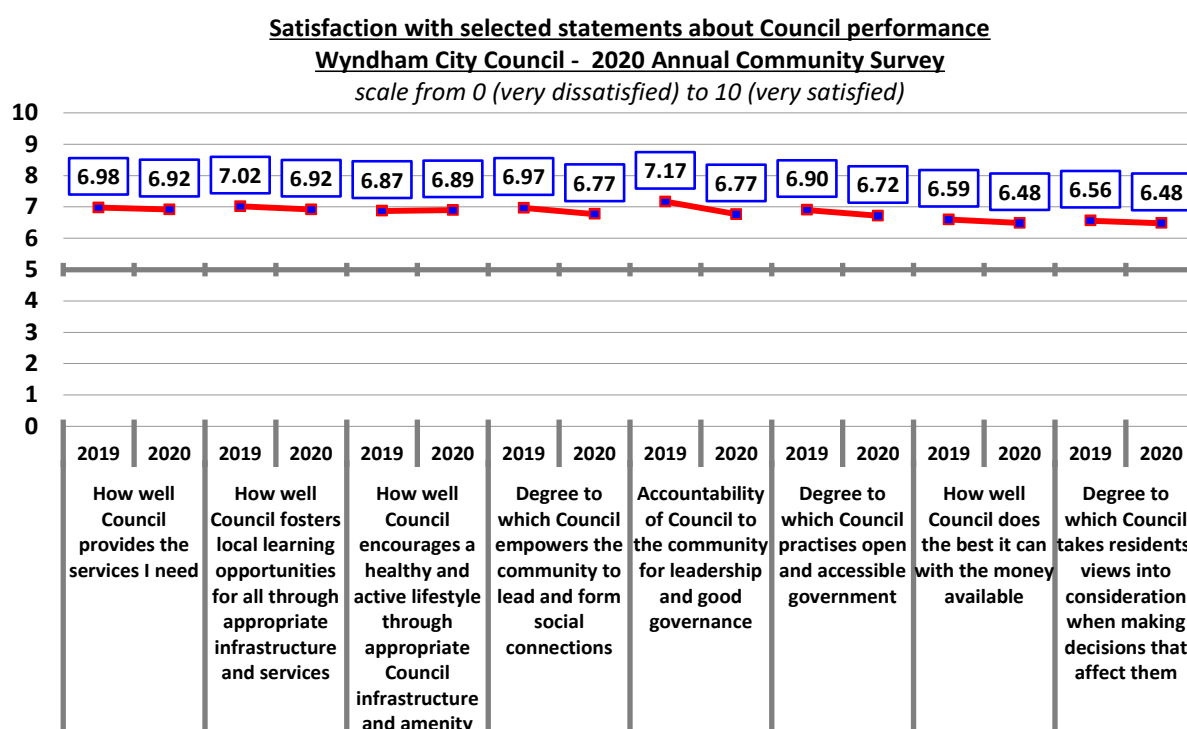 Satisfaction with selected statements about Council performance
Wyndham City Council - 2020 Annual Community Survey
scale from 0 (very dissatisfied) to 10 (very satisfied)
10
9
8
7
6
5
4
3
2
1
0
6.98
6.92
7.02
6.92
6.87
6.89
6.97
6.77
7.17
6.77
6.90
6.72
6.59
6.48
6.56
6.48
2019
2020
2019
2020
2019
2020
2019
2020
2019
2020
2019
2020
2019
2020
2019
2020
How well
Council
provides the
services I need
How well
Council fosters
local learning
opportunities
for all through
appropriate
infrastructure
and services
How well
Council
encourages a
healthy and
active lifestyle
through
appropriate
Council
infrastructure
and amenity
Degree to
which Council
empowers the
community to
lead and form
social
connections
Accountability
of Council to
the community
for leadership
and good
governance
Degree to
which Council
practises open
and accessible
government
How well
Council does
the best it can
with the money
available
Degree to
which Council
takes residents
views into
consideration
when making
decisions that
affect them